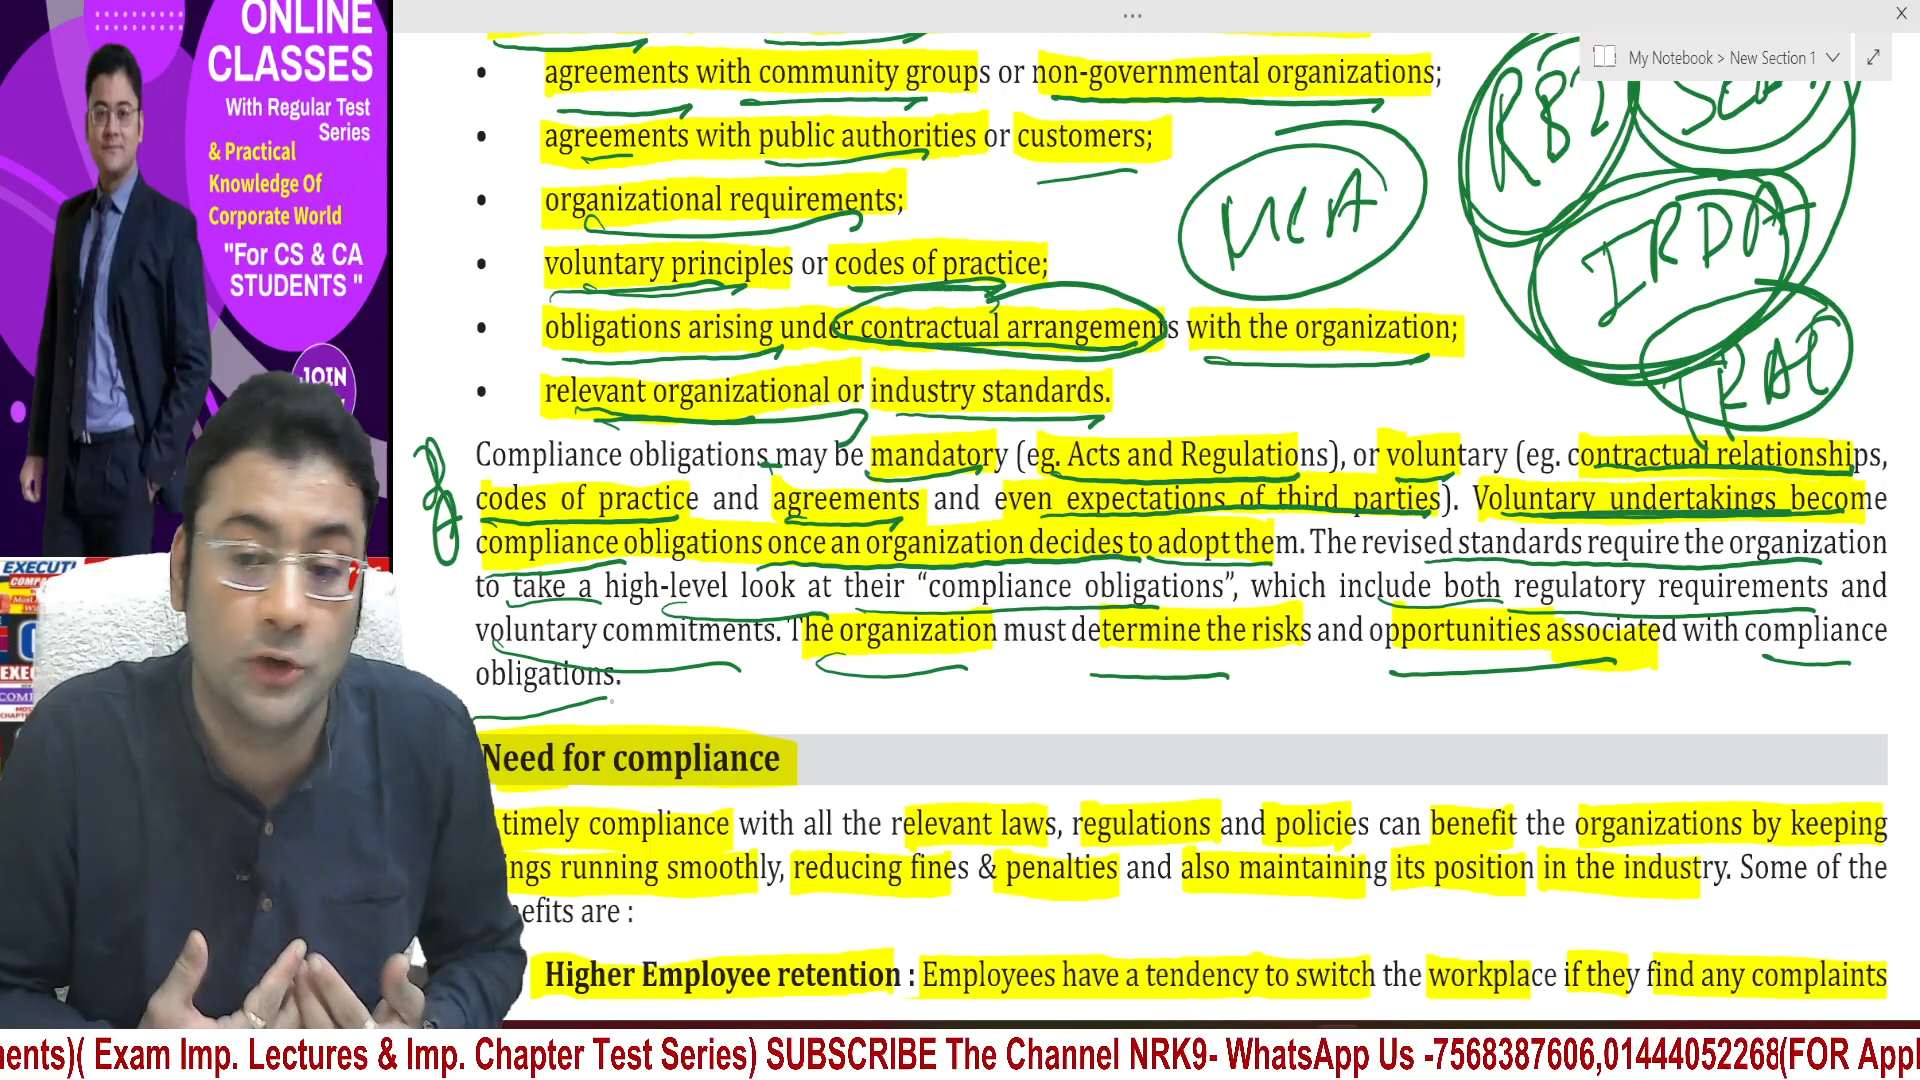 ONLINE
CLASSES
With Regular Test
Series
& Practical
Knowledge Of
Corporate World
"For CS & CA
STUDENTS "
JOIN
My Notebook > New Section 1
• agreements with community groups or non-governmental organizations;
• agreements with public authorities or customers;
• organizational requirements;
• voluntary principles or codes of practice;
• obligations arising under contractual arrangements with the organization;
• relevant organizational or industry standards.
MCA
RBI
IRDA
TRAI
Compliance obligations may be mandatory (eg. Acts and Regulations), or voluntary (eg. contractual relationships,
codes of practice and agreements and even expectations of third parties). Voluntary undertakings become
compliance obligations once an organization decides to adopt them. The revised standards require the organization
to take a high-level look at their “compliance obligations”, which include both regulatory requirements and
voluntary commitments. The organization must determine the risks and opportunities associated with compliance
obligations.
Need for compliance
timely compliance with all the relevant laws, regulations and policies can benefit the organizations by keeping
ings running smoothly, reducing fines & penalties and also maintaining its position in the industry. Some of the
efits are :
Higher Employee retention : Employees have a tendency to switch the workplace if they find any complaints
EXECUTI
ments)( Exam Imp. Lectures & Imp. Chapter Test Series) SUBSCRIBE The Channel NRK9- WhatsApp Us -7568387606,01444052268(FOR Appl